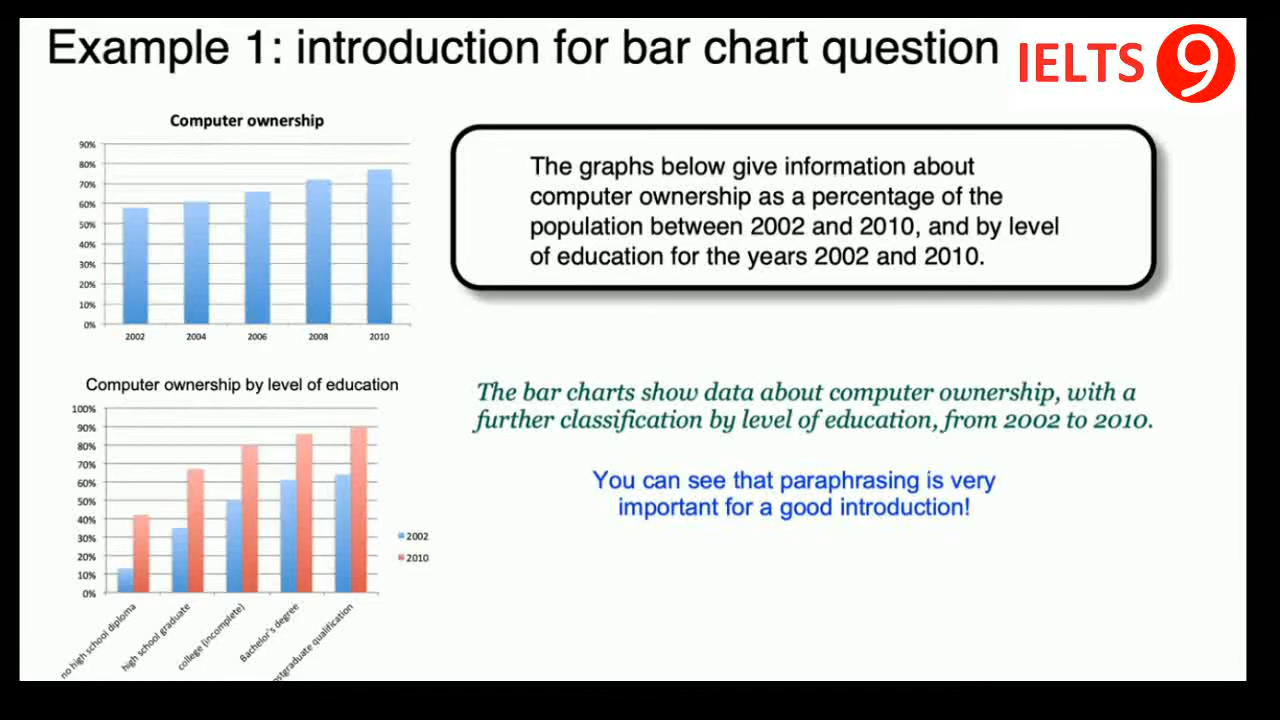 Example 1: introduction for bar chart question
IELTS 9
Computer ownership
90%
80%
70%
60%
50%
40%
30%
20%
10%
0%
2002 2004 2006 2008 2010
The graphs below give information about
computer ownership as a percentage of the
population between 2002 and 2010, and by level
of education for the years 2002 and 2010.
Computer ownership by level of education
100%
90%
80%
70%
60%
50%
40%
30%
20%
10%
0%
2002
2010
no high school diploma
high school graduate
college (incomplete)
Bachelor's degree
ostgraduate qualification
The bar charts show data about computer ownership, with a
further classification by level of education, from 2002 to 2010.
You can see that paraphrasing is very
important for a good introduction!